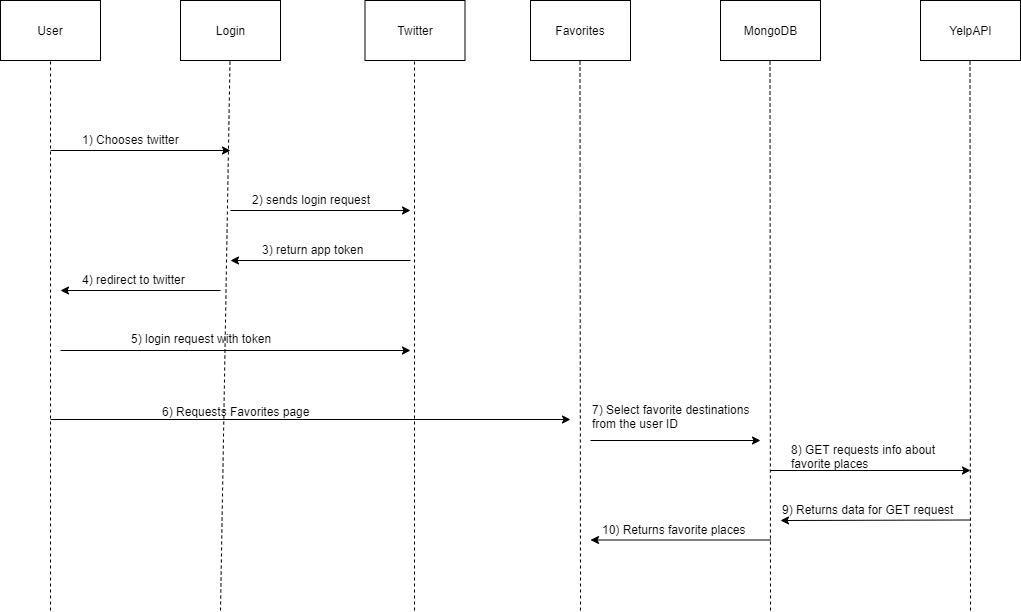 User
Login
Twitter
Favorites
MongoDB
YelpAPI
1) Chooses twitter
2) sends login request
3) return app token
4) redirect to twitter
5) login request with token
6) Requests Favorites page
7) Select favorite destinations
from the user ID
8) GET requests info about
favorite places
9) Returns data for GET request
10) Returns favorite places